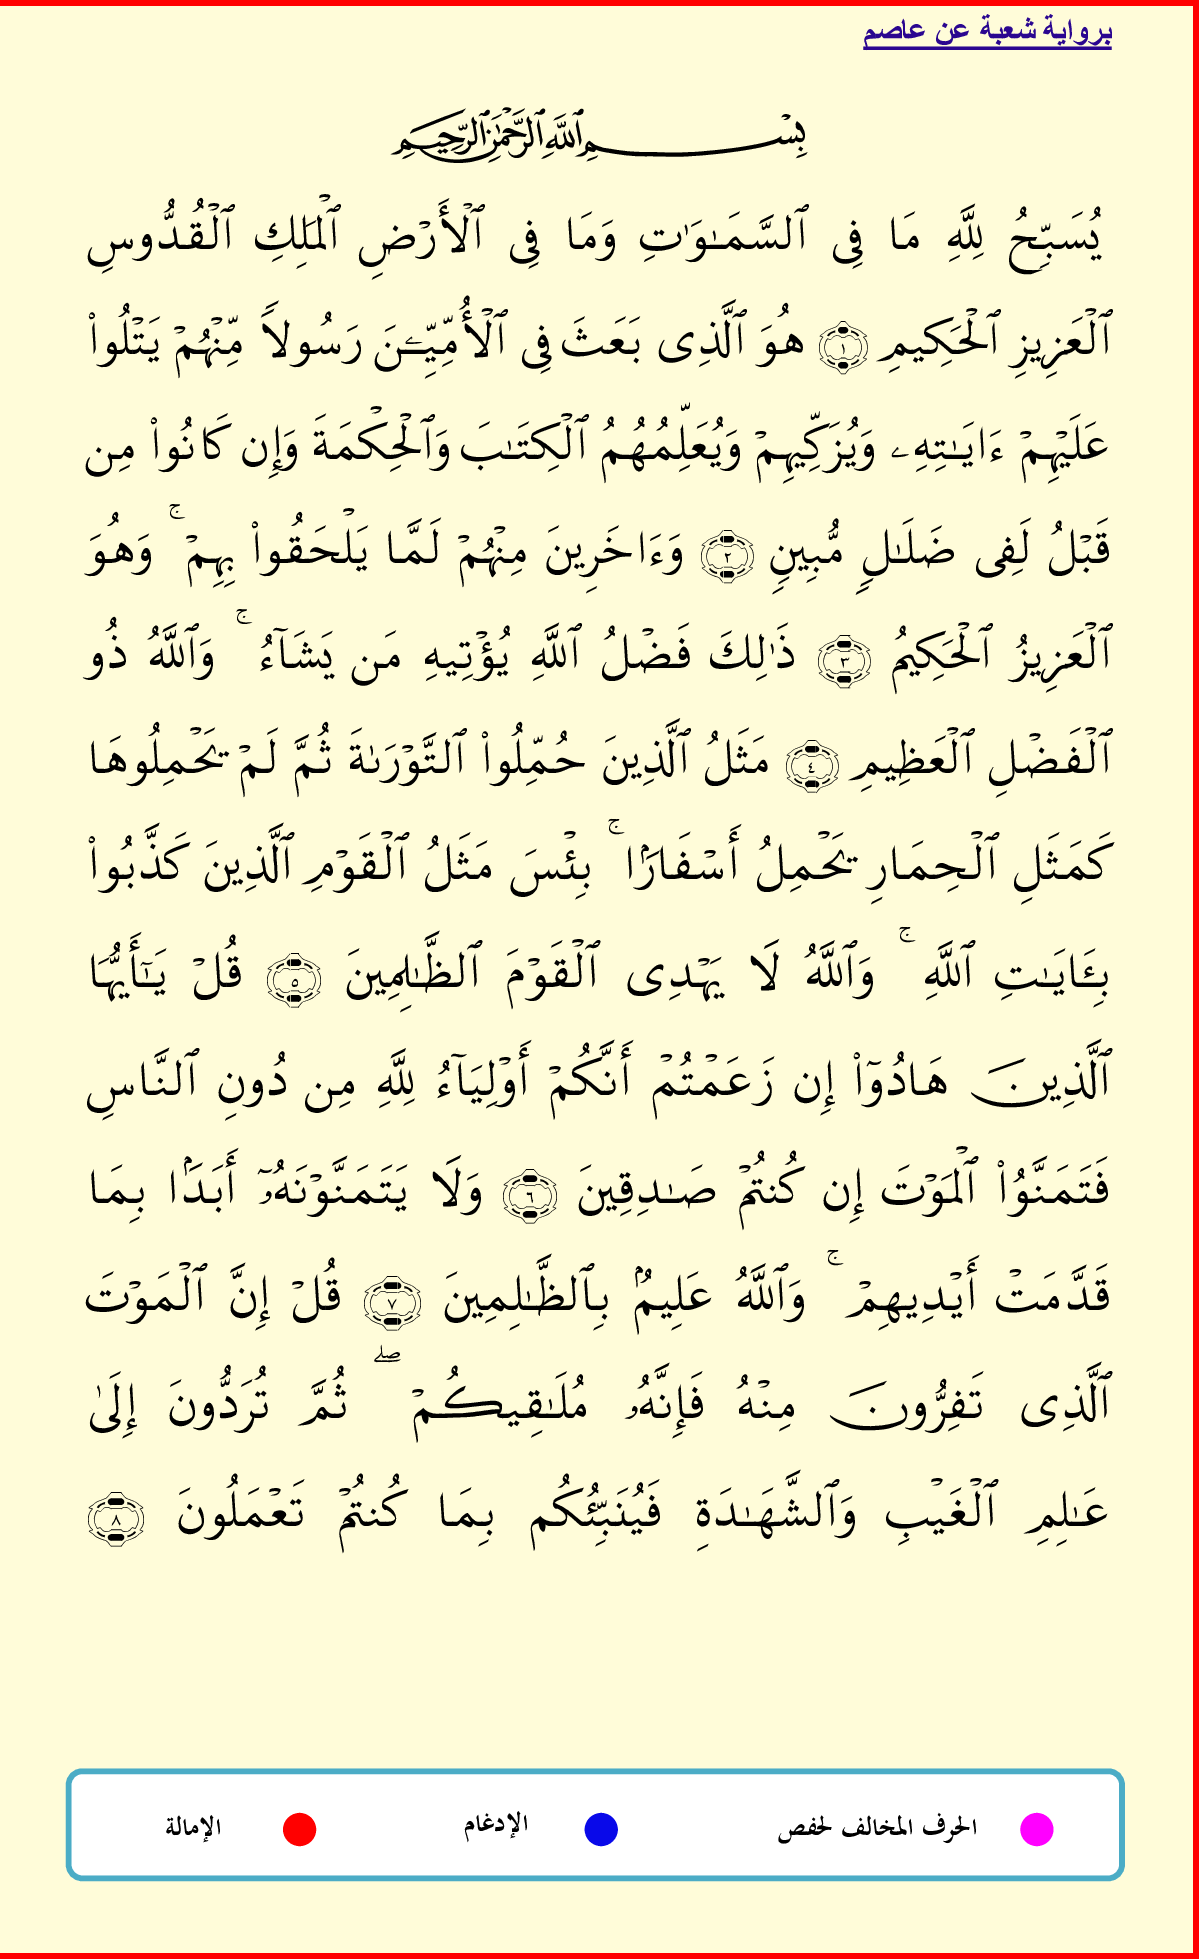 برواية شعبة عن عاصم
بِسْمِ ٱللَّهِ ٱلرَّحْمَٰنِ ٱلرَّحِيمِ
يُسَبِّحُ لِلَّهِ مَا فِى ٱلسَّمَـٰوَٰتِ وَمَا فِى ٱلْأَرْضِ ٱلْمَلِكِ ٱلْقُدُّوسِ
ٱلْعَزِيزِ ٱلْحَكِيمِ ١ هُوَ ٱلَّذِى بَعَثَ فِى ٱلْأُمِّيِّـۧنَ رَسُولًا مِّنْهُمْ يَتْلُوا۟
عَلَيْهِمْ ءَايَـٰتِهِۦ وَيُزَكِّيهِمْ وَيُعَلِّمُهُمُ ٱلْكِتَـٰبَ وَٱلْحِكْمَةَ وَإِن كَانُوا۟ مِن
قَبْلُ لَفِى ضَلَـٰلٍ مُّبِينٍ ٢ وَءَاخَرِينَ مِنْهُمْ لَمَّا يَلْحَقُوا۟ بِهِمْ ۚ وَهُوَ
ٱلْعَزِيزُ ٱلْحَكِيمُ ٣ ذَٰلِكَ فَضْلُ ٱللَّهِ يُؤْتِيهِ مَن يَشَآءُ ۚ وَٱللَّهُ ذُو
ٱلْفَضْلِ ٱلْعَظِيمِ ٤ مَثَلُ ٱلَّذِينَ حُمِّلُوا۟ ٱلتَّوْرَىٰةَ ثُمَّ لَمْ يَحْمِلُوهَا
كَمَثَلِ ٱلْحِمَارِ يَحْمِلُ أَسْفَارًۢا ۚ بِئْسَ مَثَلُ ٱلْقَوْمِ ٱلَّذِينَ كَذَّبُوا۟
بِـَٔايَـٰتِ ٱللَّهِ ۚ وَٱللَّهُ لَا يَهْدِى ٱلْقَوْمَ ٱلظَّـٰلِمِينَ ٥ قُلْ يَـٰٓأَيُّهَا
ٱلَّذِينَ هَادُوٓا۟ إِن زَعَمْتُمْ أَنَّكُمْ أَوْلِيَآءُ لِلَّهِ مِن دُونِ ٱلنَّاسِ
فَتَمَنَّوُا۟ ٱلْمَوْتَ إِن كُنتُمْ صَـٰدِقِينَ ٦ وَلَا يَتَمَنَّوْنَهُۥٓ أَبَدًۢا بِمَا
قَدَّمَتْ أَيْدِيهِمْ ۚ وَٱللَّهُ عَلِيمٌۢ بِٱلظَّـٰلِمِينَ ٧ قُلْ إِنَّ ٱلْمَوْتَ
ٱلَّذِى تَفِرُّونَ مِنْهُ فَإِنَّهُۥ مُلَـٰقِيكُمْ ۖ ثُمَّ تُرَدُّونَ إِلَىٰ
عَـٰلِمِ ٱلْغَيْبِ وَٱلشَّهَـٰدَةِ فَيُنَبِّئُكُم بِمَا كُنتُمْ تَعْمَلُونَ ٨
الحرف المخالف لحفص الإدغام الإمالة